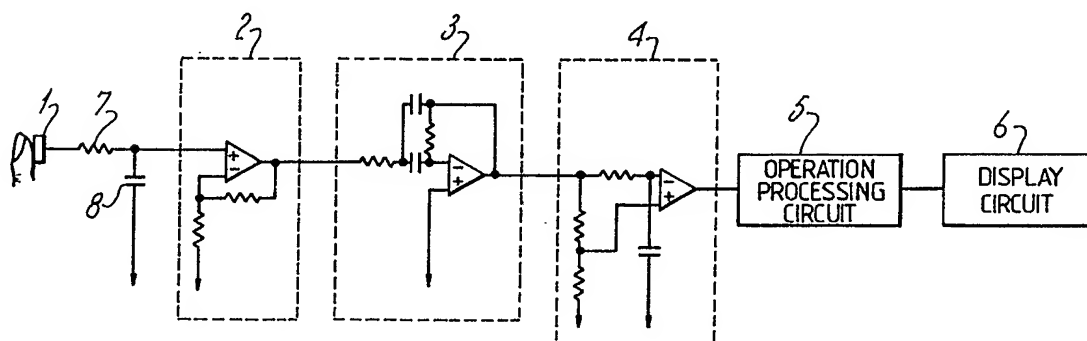 2
3
4
1
7
5
6
8
+
-
-
+
-
+
OPERATION
PROCESSING
CIRCUIT
DISPLAY
CIRCUIT